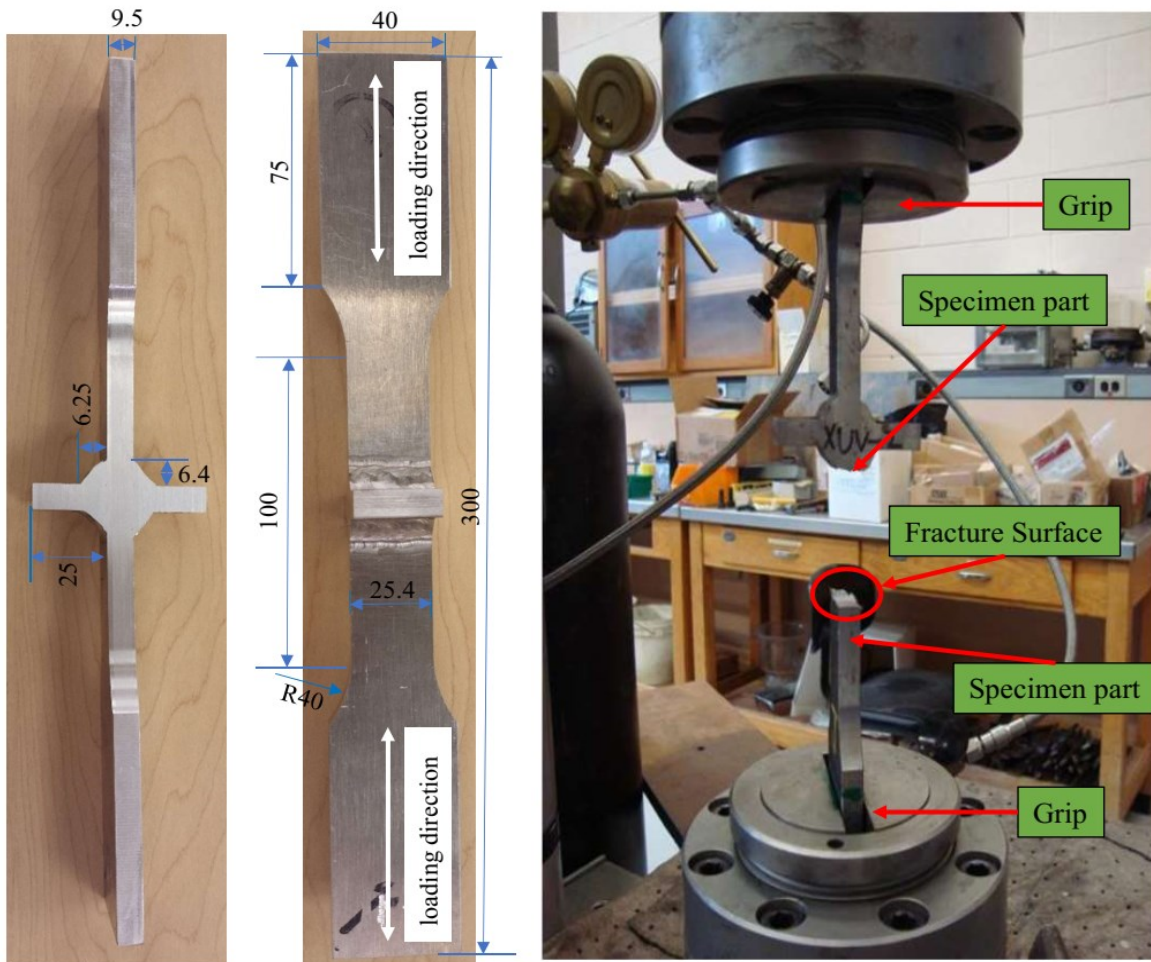 9.5
40
75
loading direction
6.25
6.4
100
300
25
25.4
R40
loading direction
Grip
Specimen part
XUV
Fracture Surface
Specimen part
Grip